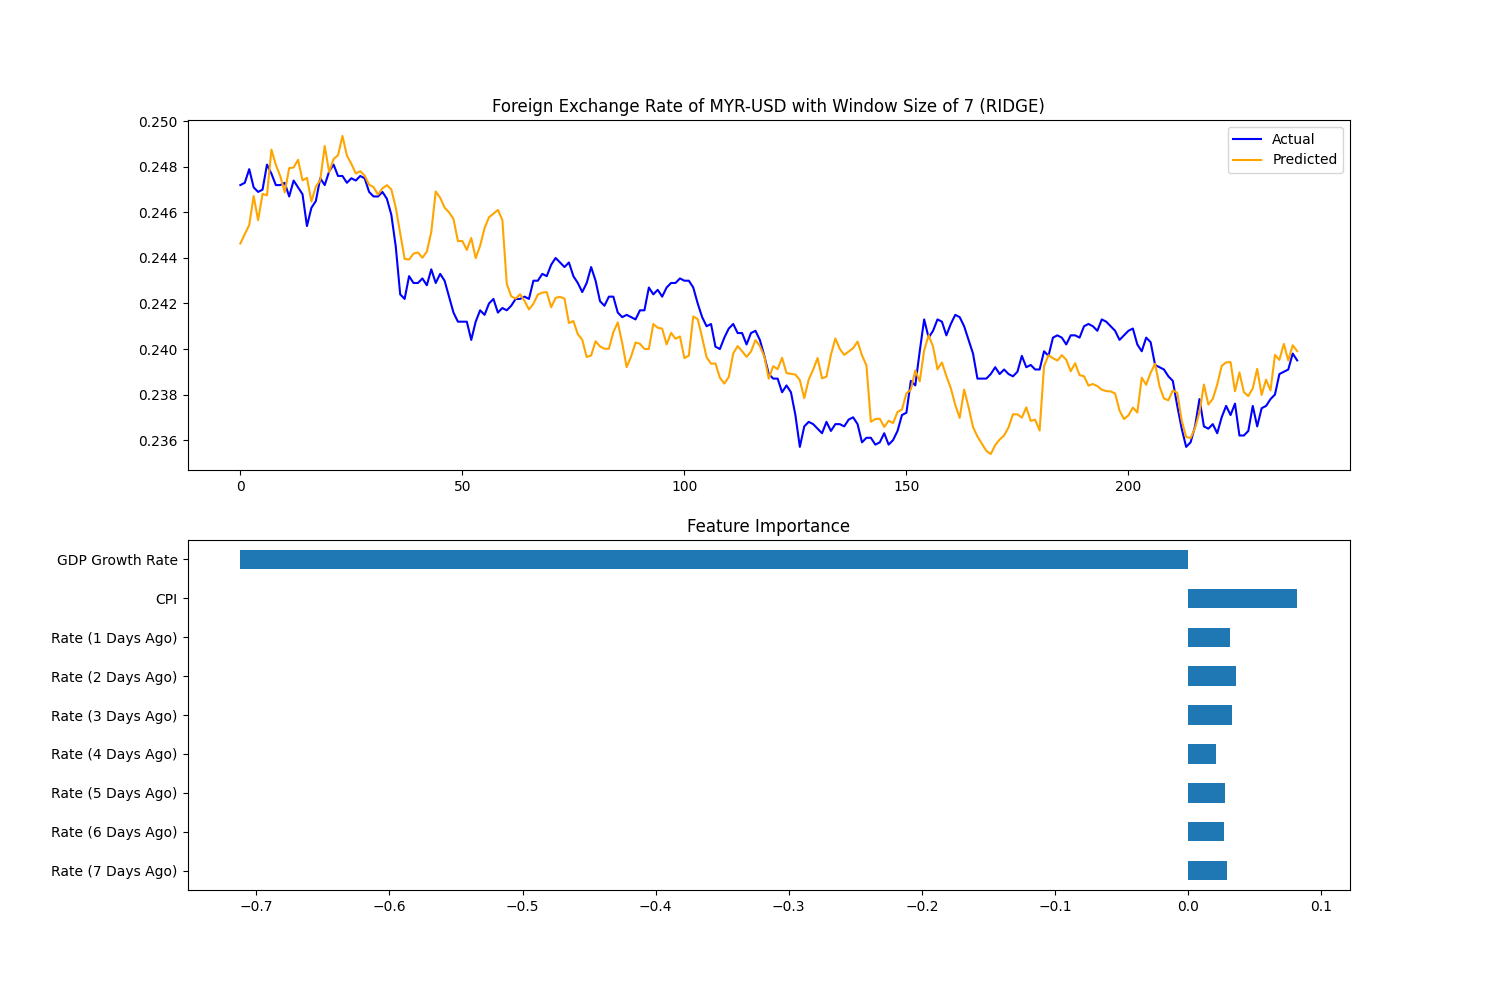 Foreign Exchange Rate of MYR-USD with Window Size of 7 (RIDGE)
0.250
0.248
0.246
0.244
0.242
0.240
0.238
0.236
Actual
Predicted
0 50 100 150 200
Feature Importance
GDP Growth Rate
CPI
Rate (1 Days Ago)
Rate (2 Days Ago)
Rate (3 Days Ago)
Rate (4 Days Ago)
Rate (5 Days Ago)
Rate (6 Days Ago)
Rate (7 Days Ago)
−0.7 −0.6 −0.5 −0.4 −0.3 −0.2 −0.1 0.0 0.1